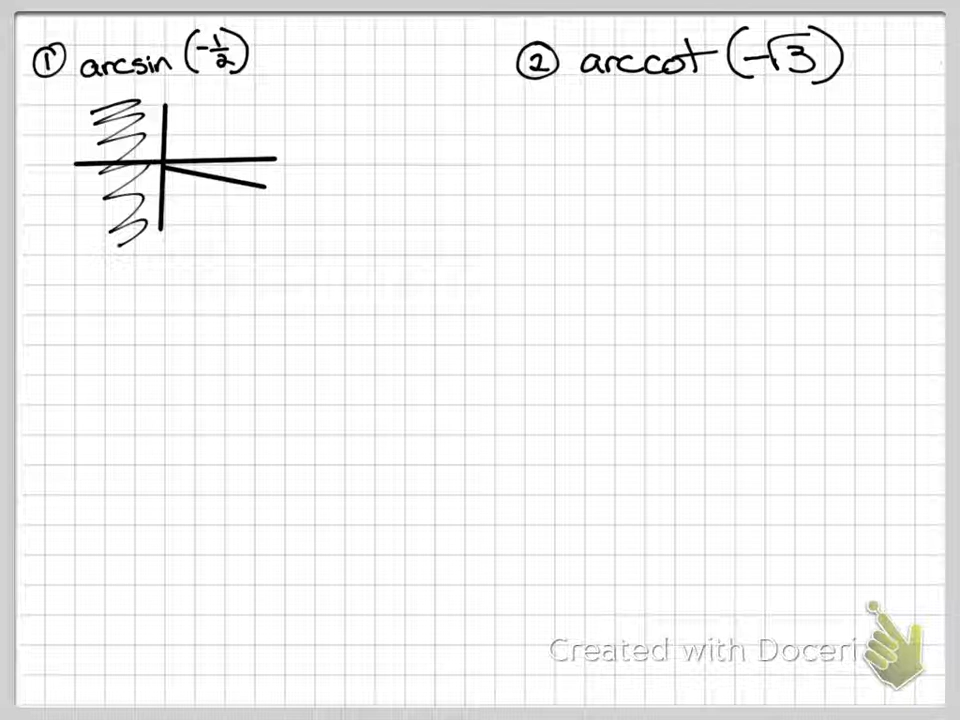 ① arcsin (-1/2)
② arccot (-√3)
Created with Doceri